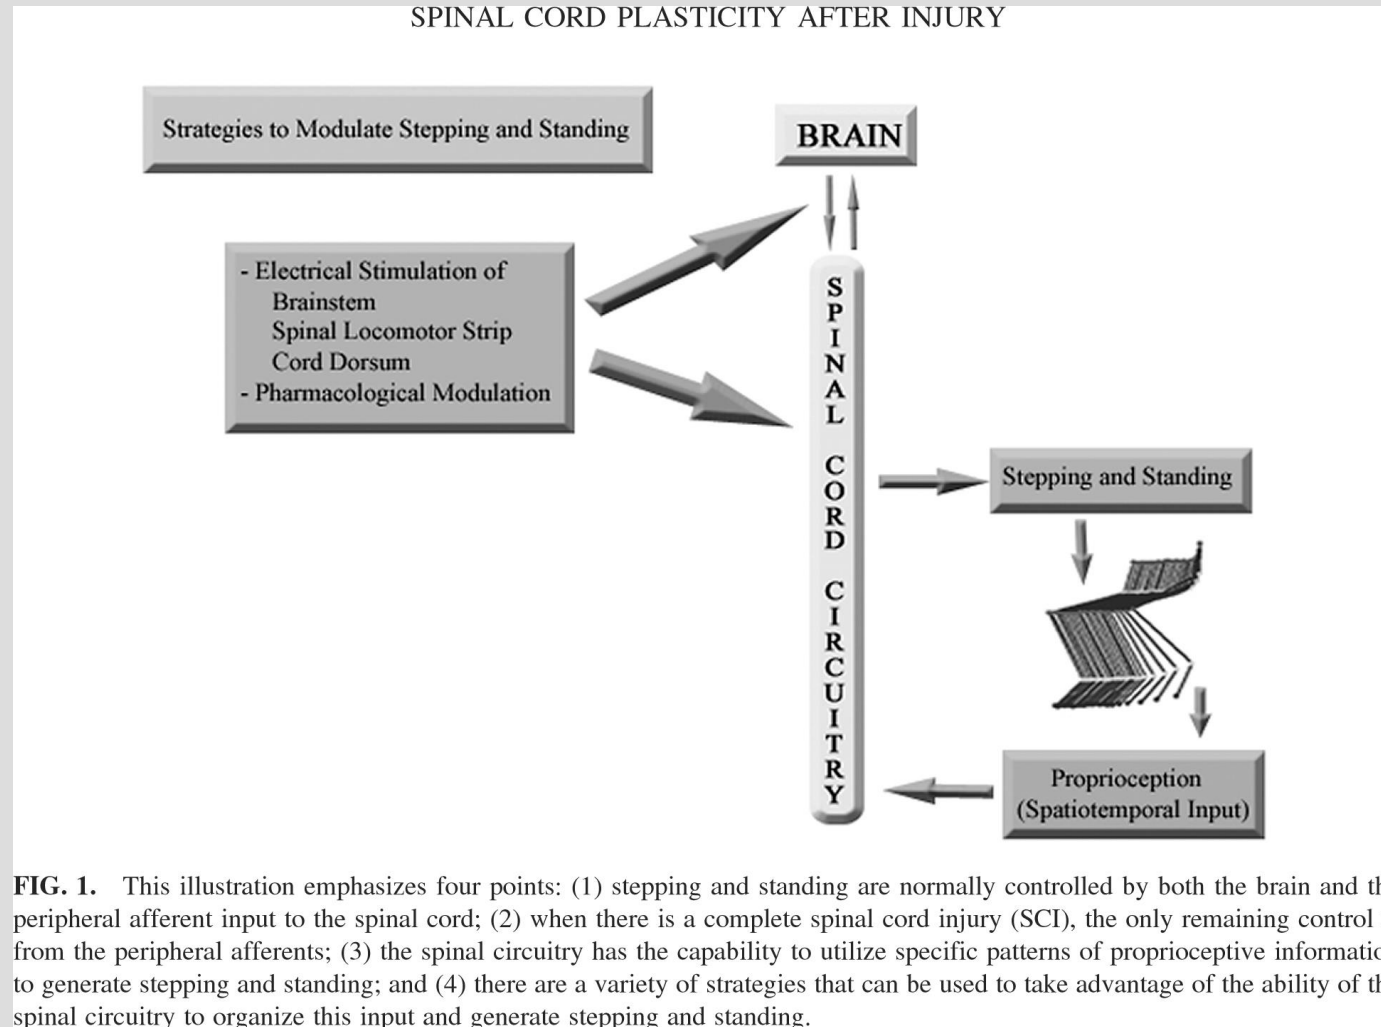 SPINAL CORD PLASTICITY AFTER INJURY
Strategies to Modulate Stepping and Standing
BRAIN
- Electrical Stimulation of
Brainstem
Spinal Locomotor Strip
Cord Dorsum
- Pharmacological Modulation
SPINAL CORD CIRCUITRY
Stepping and Standing
Proprioception
(Spatiotemporal Input)
FIG. 1. This illustration emphasizes four points: (1) stepping and standing are normally controlled by both the brain and
peripheral afferent input to the spinal cord; (2) when there is a complete spinal cord injury (SCI), the only remaining control
from the peripheral afferents; (3) the spinal circuitry has the capability to utilize specific patterns of proprioceptive
to generate stepping and standing; and (4) there are a variety of strategies that can be used to take advantage of the ability of
spinal circuitry to organize this input and generate stepping and standing.